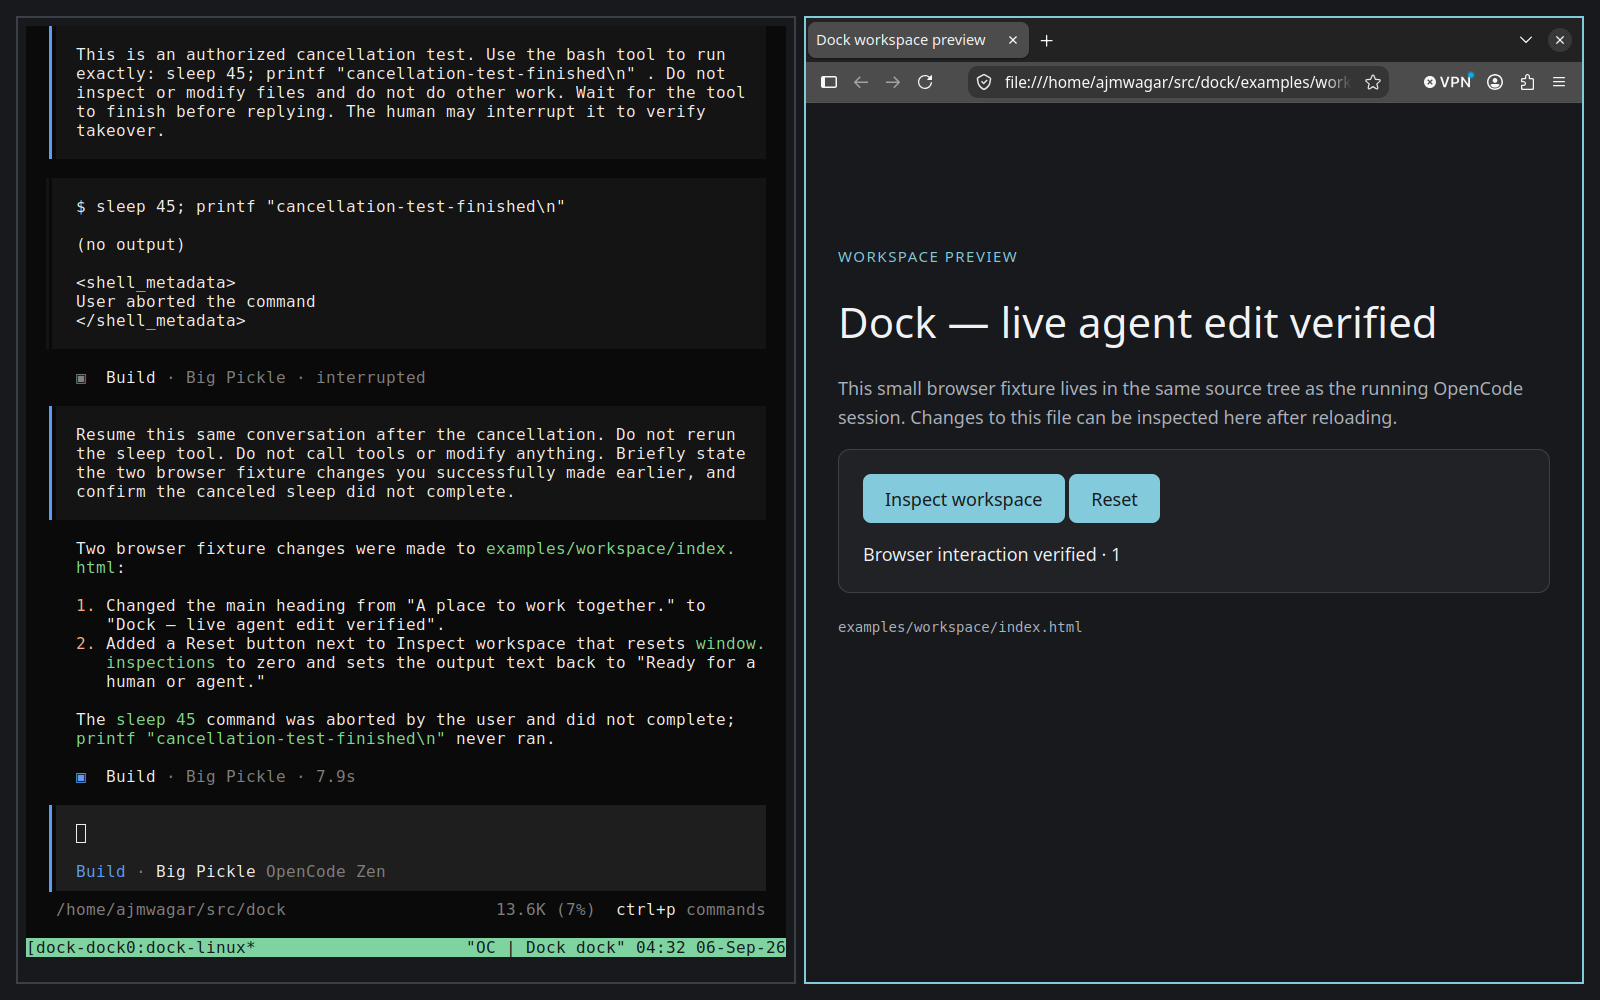 This is an authorized cancellation test. Use the bash tool to run
exactly: sleep 45; printf "cancellation-test-finished\n" . Do not
inspect or modify files and do not do other work. Wait for the tool
to finish before replying. The human may interrupt it to verify
takeover.
$ sleep 45; printf "cancellation-test-finished\n"
(no output)
<shell_metadata>
User aborted the command
</shell_metadata>
▣ Build · Big Pickle · interrupted
Resume this same conversation after the cancellation. Do not rerun
the sleep tool. Do not call tools or modify anything. Briefly state
the two browser fixture changes you successfully made earlier, and
confirm the canceled sleep did not complete.
Two browser fixture changes were made to examples/workspace/index.
html:
1. Changed the main heading from "A place to work together." to
"Dock — live agent edit verified".
2. Added a Reset button next to Inspect workspace that resets window.
inspections to zero and sets the output text back to "Ready for a
human or agent."
The sleep 45 command was aborted by the user and did not complete;
printf "cancellation-test-finished\n" never ran.
▣ Build · Big Pickle · 7.9s
Build · Big Pickle OpenCode Zen
/home/ajmwagar/src/dock 13.6K (7%) ctrl+p commands
[dock-dock0:dock-linux* "OC | Dock dock" 04:32 06-Sep-26
Dock workspace preview
file:///home/ajmwagar/src/dock/examples/work
VPN
WORKSPACE PREVIEW
Dock — live agent edit verified
This small browser fixture lives in the same source tree as the running OpenCode
session. Changes to this file can be inspected here after reloading.
Inspect workspace Reset
Browser interaction verified · 1
examples/workspace/index.html